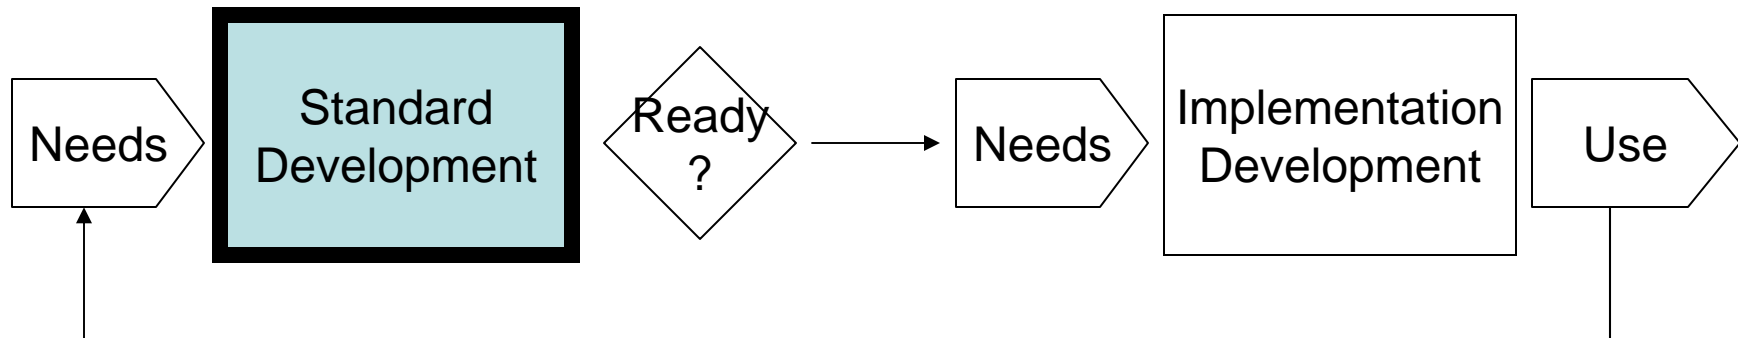 Needs
Standard
Development
Ready
?
Needs
Implementation
Development
Use